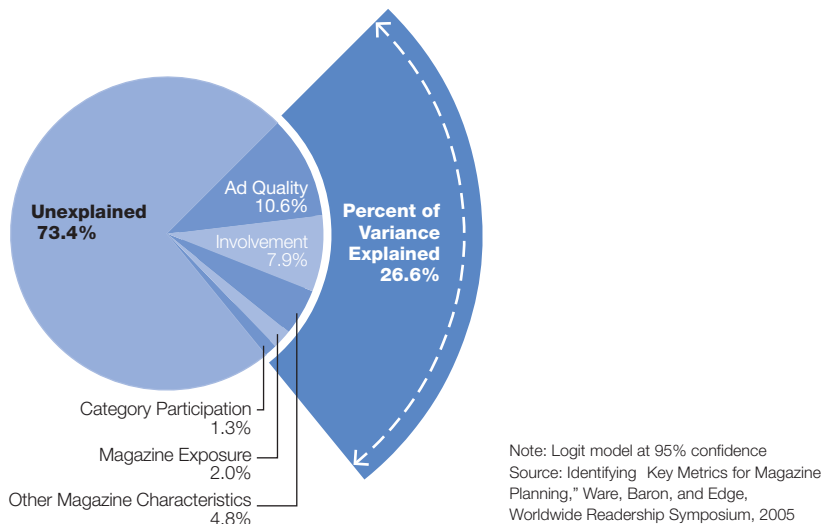 Unexplained
73.4%
Ad Quality
10.6%
Involvement
7.9%
Percent of
Variance
Explained
26.6%
Category Participation
1.3%
Magazine Exposure
2.0%
Other Magazine Characteristics
4.8%
Note: Logit model at 95% confidence
Source: Identifying Key Metrics for Magazine
Planning,” Ware, Baron, and Edge,
Worldwide Readership Symposium, 2005